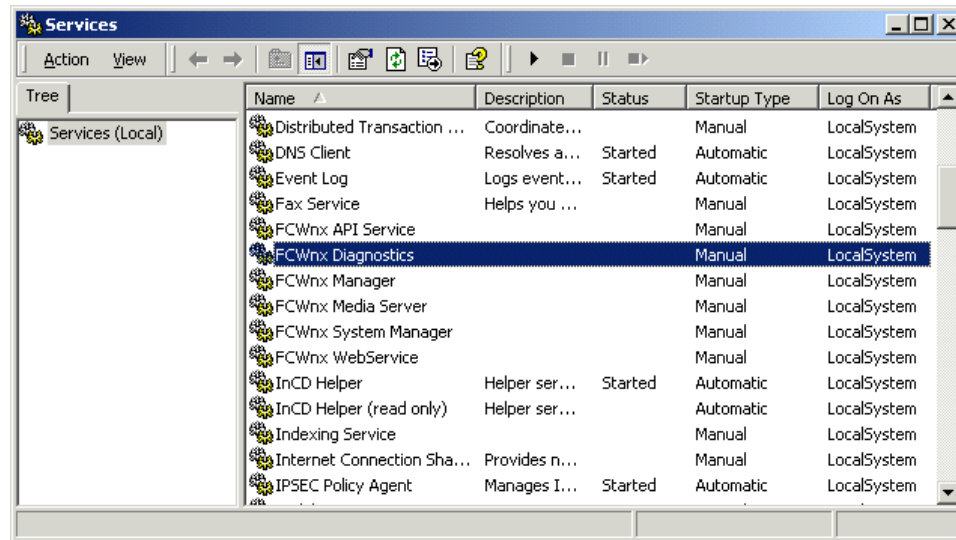 Services
Action View
Tree
Name Description Status Startup Type Log On As
Services (Local)
Distributed Transaction ... Coordinate... Manual LocalSystem
DNS Client Resolves a... Started Automatic LocalSystem
Event Log Logs event... Started Automatic LocalSystem
Fax Service Helps you ... Manual LocalSystem
FCWnx API Service Manual LocalSystem
FCWnx Diagnostics Manual LocalSystem
FCWnx Manager Manual LocalSystem
FCWnx Media Server Manual LocalSystem
FCWnx System Manager Manual LocalSystem
FCWnx WebService Manual LocalSystem
InCD Helper Helper ser... Started Automatic LocalSystem
InCD Helper (read only) Helper ser... Automatic LocalSystem
Indexing Service Manual LocalSystem
Internet Connection Sha... Provides n... Manual LocalSystem
IPSEC Policy Agent Manages I... Started Automatic LocalSystem